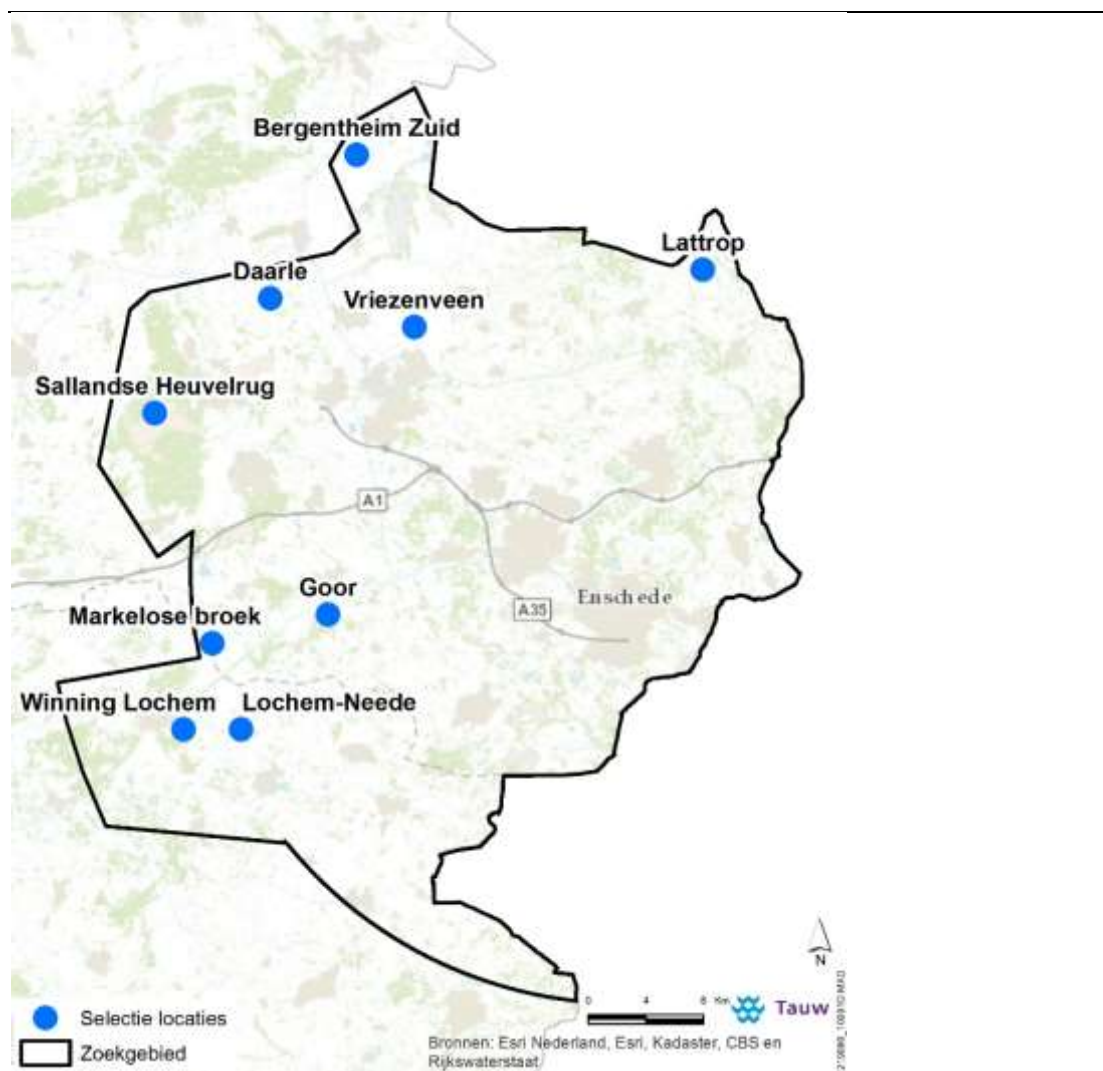 Bergentheim Zuid
Lattrop
Daarle
Vriezenveen
Sallandse Heuvelrug
A1
Goor
Enschede
A35
Markelose broek
Winning Lochem
Lochem-Neede
N
0 4 8 Km
Tauw
Selectie locaties
Zoekgebied
Bronnen: Esri Nederland, Esri, Kadaster, CBS en
Rijkswaterstaat